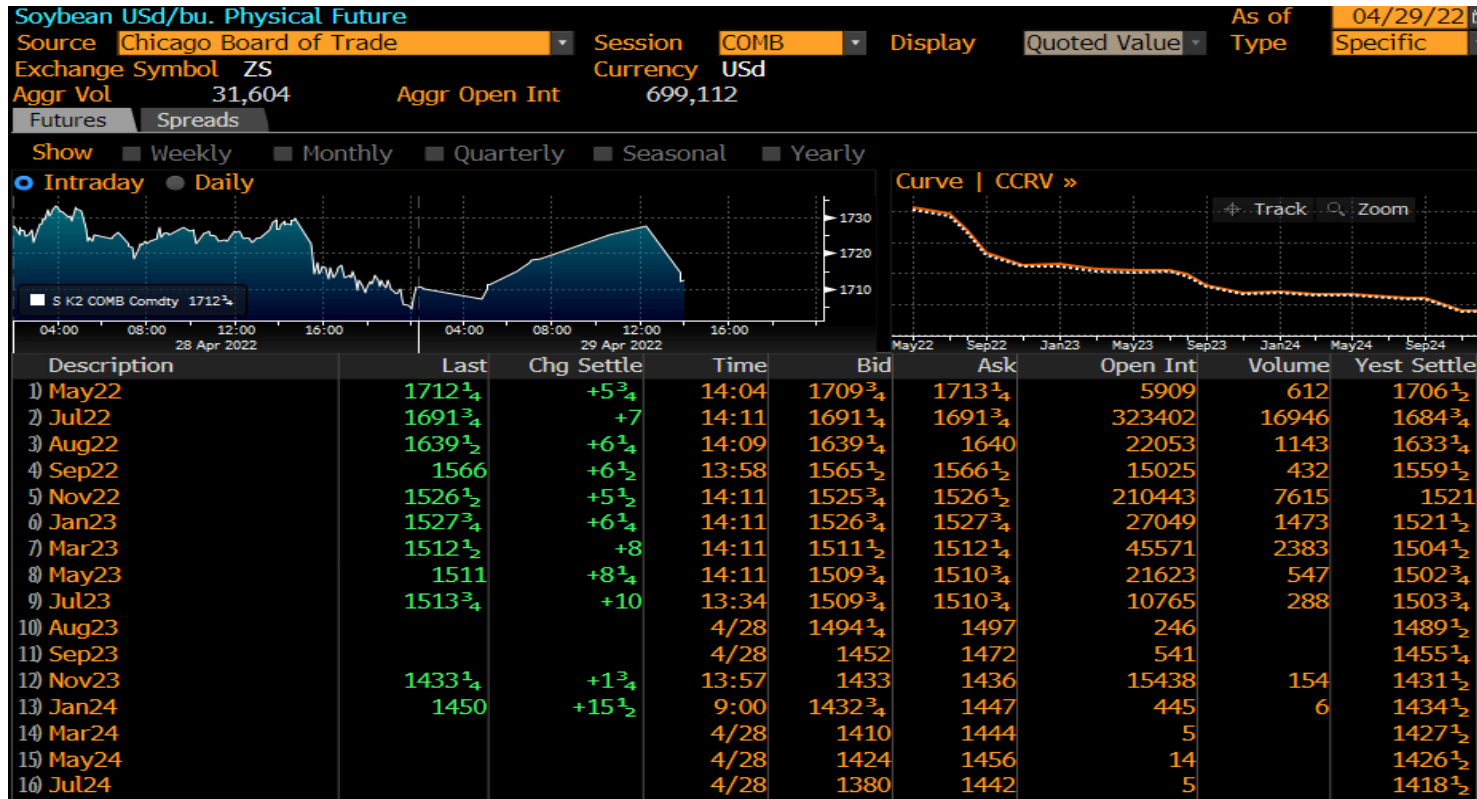 Soybean USd/bu. Physical Future As of 04/29/22
Source Chicago Board of Trade Session COMB Display Quoted Value Type Specific
Exchange Symbol ZS Currency USd
Aggr Vol 31,604 Aggr Open Int 699,112
Futures Spreads
Show Weekly Monthly Quarterly Seasonal Yearly
Intraday Daily Curve | CCRV »
Track Zoom
1730
1720
1710
S K2 COMB Comdty 1712¾
04:00 08:00 12:00 16:00 04:00 08:00 12:00 16:00
28 Apr 2022 29 Apr 2022
May22 Sep22 Jan23 May23 Sep23 Jan24 May24 Sep24
Description Last Chg Settle Time Bid Ask Open Int Volume Yest Settle
1) May22 1712¼ +5¾ 14:04 1709¾ 1713¼ 5909 612 1706½
2) Jul22 1691¾ +7 14:11 1691¼ 1691¾ 323402 16946 1684¾
3) Aug22 1639½ +6¼ 14:09 1639¼ 1640 22053 1143 1633¼
4) Sep22 1566 +6½ 13:58 1565½ 1566½ 15025 432 1559½
5) Nov22 1526½ +5½ 14:11 1525¾ 1526½ 210443 7615 1521
6) Jan23 1527¾ +6¼ 14:11 1526¾ 1527¾ 27049 1473 1521½
7) Mar23 1512½ +8 14:11 1511½ 1512¼ 45571 2383 1504½
8) May23 1511 +8¼ 14:11 1509¾ 1510¾ 21623 547 1502¾
9) Jul23 1513¾ +10 13:34 1509¾ 1510¾ 10765 288 1503¾
10) Aug23 4/28 1494¼ 1497 246 1489½
11) Sep23 4/28 1452 1472 541 1455¼
12) Nov23 1433¼ +1¾ 13:57 1433 1436 15438 154 1431½
13) Jan24 1450 +15½ 9:00 1432¾ 1447 445 6 1434½
14) Mar24 4/28 1410 1444 5 1427½
15) May24 4/28 1424 1456 14 1426½
16) Jul24 4/28 1380 1442 5 1418½